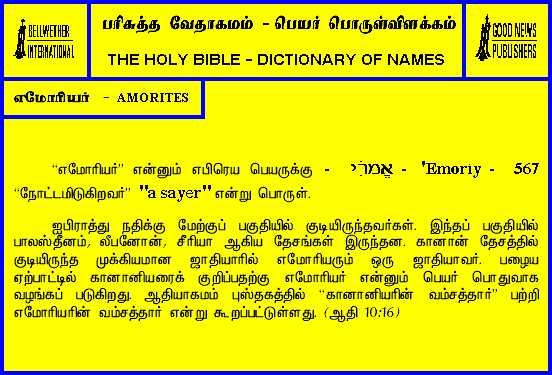 BELLWETHER
INTERNATIONAL
பரிசுத்த வேதாகமம் - பெயர் பொருள்விளக்கம்
THE HOLY BIBLE - DICTIONARY OF NAMES
GOOD NEWS
PUBLISHERS
எமோரியர் - AMORITES
“எமோரியர்” என்னும் எபிரெய பெயருக்கு - אֱמֹרִי - 'Emoriy - 567
“நோட்டமிடுகிறவர்” "a sayer" என்று பொருள்.
ஐபிராத்து நதிக்கு மேற்குப் பகுதியில் குடியிருந்தவர்கள். இந்தப் பகுதியில்
பாலஸ்தீனம், லீபனோன், சீரியா ஆகிய தேசங்கள் இருந்தன. கானான் தேசத்தில்
குடியிருந்த முக்கியமான ஜாதியாரில் எமோரியரும் ஒரு ஜாதியாவர். பழைய
ஏற்பாட்டில் கானானியரைக் குறிப்பதற்கு எமோரியர் என்னும் பெயர் பொதுவாக
வழங்கப் படுகிறது. ஆதியாகமம் புஸ்தகத்தில் “கானானியரின் வம்சத்தார்” பற்றி
எமோரியரின் வம்சத்தார் என்று கூறப்பட்டுள்ளது. (ஆதி 10:16)